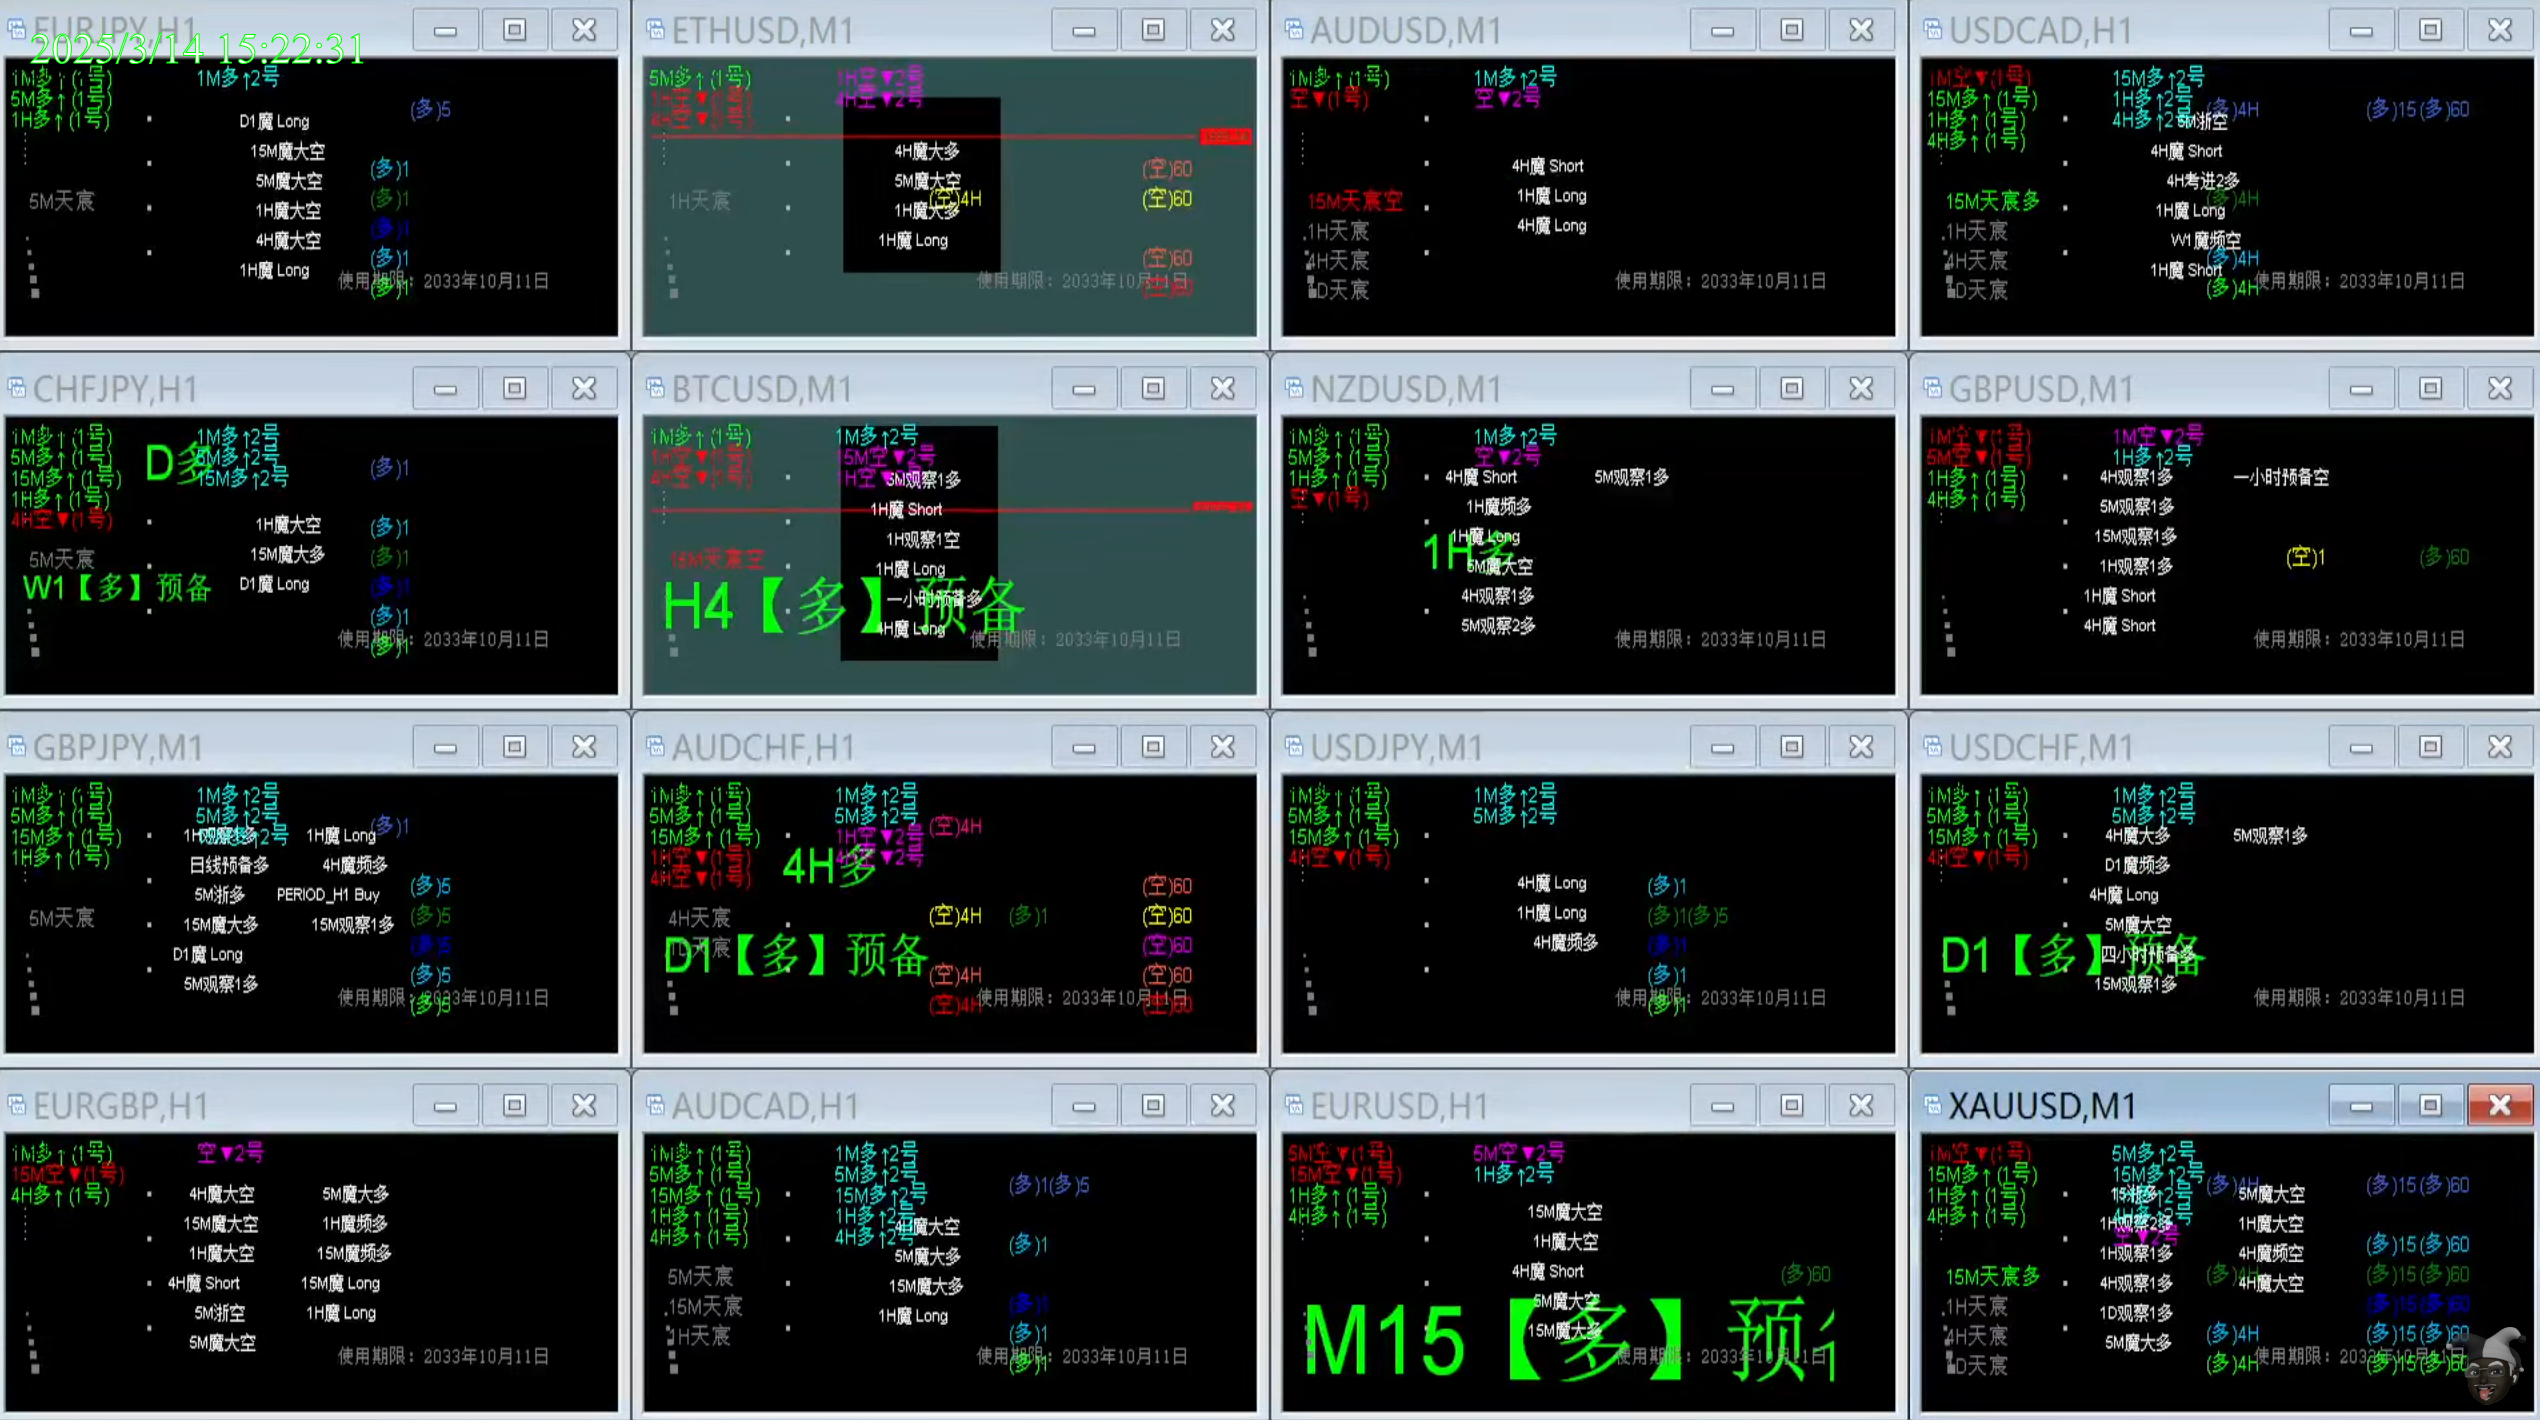 EURJPY,H1
2025/3/14 15:22:31
1M多↑(1号)
1M多↑2号
5M多↑(1号)
(多)5
1H多↑(1号)
D1魔 Long
15M魔大空
(多)1
5M魔大空
5M天宸
(多)1
1H魔大空
(多)1
4H魔大空
(多)1
1H魔 Long
使用期限：2033年10月11日
(多)1
ETHUSD,M1
5M多↑(1号)
1H空▼2号
1H空▼(1号)
4H空▼2号
4H空▼(1号)
4H魔大多
(空)60
5M魔大空
1H天宸
(空)4H
(空)60
1H魔大多
1H魔 Long
(空)60
使用期限：2033年10月11日
(空)60
AUDUSD,M1
1M多↑(1号)
1M多↑2号
空▼(1号)
空▼2号
4H魔 Short
15M天宸空
1H魔 Long
1H天宸
4H魔 Long
4H天宸
D天宸
使用期限：2033年10月11日
USDCAD,H1
1M空▼(1号)
15M多↑2号
15M多↑(1号)
1H多↑2号
(多)4H
(多)15(多)60
1H多↑(1号)
4H多↑2号
5M浙空
4H多↑(1号)
4H魔 Short
4H考进2多
15M天宸多
(多)4H
1H魔 Long
1H天宸
W1魔频空
4H天宸
(多)4H
1H魔 Short
D天宸
(多)4H
使用期限：2033年10月11日
CHFJPY,H1
1M多↑(1号)
1M多↑2号
5M多↑(1号)
D多
5M多↑2号
(多)1
15M多↑(1号)
15M多↑2号
1H多↑(1号)
4H空▼(1号)
1H魔大空
(多)1
5M天宸
15M魔大多
(多)1
W1【多】预备
D1魔 Long
(多)1
(多)1
使用期限：2033年10月11日
(多)1
BTCUSD,M1
1M多↑(1号)
1M多↑2号
1H空▼(1号)
15M空▼2号
4H空▼(1号)
1H空▼2号
5M观察1多
1H魔 Short
1H观察1空
15M天宸空
1H魔 Long
H4【多】预备
一小时预备多
4H魔 Long
使用期限：2033年10月11日
NZDUSD,M1
1M多↑(1号)
1M多↑2号
5M多↑(1号)
空▼2号
1H多↑(1号)
4H魔 Short
5M观察1多
空▼(1号)
1H魔频多
1H魔 Long
1H多
5M魔大空
4H观察1多
5M观察2多
使用期限：2033年10月11日
GBPUSD,M1
1M空▼(1号)
1M空▼2号
5M空▼(1号)
1H多↑2号
1H多↑(1号)
4H观察1多
一小时预备空
4H多↑(1号)
5M观察1多
15M观察1多
(空)1
(多)60
1H观察1多
1H魔 Short
4H魔 Short
使用期限：2033年10月11日
GBPJPY,M1
1M多↑(1号)
1M多↑2号
5M多↑(1号)
5M多↑2号
(多)1
15M多↑(1号)
1H观察1多
1H魔 Long
1H多↑(1号)
日线预备多
4H魔频多
(多)5
5M浙多
PERIOD_H1 Buy
5M天宸
(多)5
15M魔大多
15M观察1多
(多)5
D1魔 Long
(多)5
5M观察1多
使用期限：2033年10月11日
(多)5
AUDCHF,H1
1M多↑(1号)
1M多↑2号
5M多↑(1号)
5M多↑2号
(空)4H
15M多↑(1号)
1H空▼2号
1H空▼(1号)
4H多
4H空▼2号
4H空▼(1号)
(空)60
4H天宸
(空)4H
(多)1
(空)60
1D天宸
(空)60
D1【多】预备
(空)4H
(空)60
(空)4H
使用期限：2033年10月11日
(空)60
USDJPY,M1
1M多↑(1号)
1M多↑2号
5M多↑(1号)
5M多↑2号
15M多↑(1号)
4H空▼(1号)
4H魔 Long
(多)1
1H魔 Long
(多)1(多)5
4H魔频多
(多)1
(多)1
使用期限：2033年10月11日
(多)1
USDCHF,M1
1M多↑(1号)
1M多↑2号
5M多↑(1号)
5M多↑2号
15M多↑(1号)
4H魔大多
5M观察1多
4H空▼(1号)
D1魔频多
4H魔 Long
5M魔大空
D1【多】预备
四小时预备多
15M观察1多
使用期限：2033年10月11日
EURGBP,H1
1M多↑(1号)
空▼2号
15M空▼(1号)
4H多↑(1号)
4H魔大空
5M魔大多
15M魔大空
1H魔频多
1H魔大空
15M魔频多
4H魔 Short
15M魔 Long
5M浙空
1H魔 Long
5M魔大空
使用期限：2033年10月11日
AUDCAD,H1
1M多↑(1号)
1M多↑2号
5M多↑(1号)
5M多↑2号
(多)1(多)5
15M多↑(1号)
15M多↑2号
1H多↑(1号)
1H多↑2号
4H多↑(1号)
4H多↑2号
4H魔大空
(多)1
5M魔大多
5M天宸
15M魔大多
15M天宸
(多)1
1H魔 Long
1H天宸
(多)1
使用期限：2033年10月11日
(多)1
EURUSD,H1
5M空▼(1号)
5M空▼2号
15M空▼(1号)
1H多↑2号
1H多↑(1号)
4H多↑(1号)
15M魔大空
1H魔大空
4H魔 Short
(多)60
5M魔大空
M15【多】预
15M魔大多
使用期限：2033年10月11日
XAUUSD,M1
1M空▼(1号)
5M多↑2号
15M多↑(1号)
15M多↑2号
(多)4H
(多)15(多)60
1H多↑(1号)
5M魔大空
4H多↑(1号)
4H多↑2号
1H观察2多
1H魔大空
空▼2号
(多)15(多)60
1H观察1多
4H魔频空
15M天宸多
(多)4H
(多)15(多)60
4H观察1多
4H魔大空
1H天宸
1D观察1多
(多)15(多)60
4H天宸
5M魔大多
(多)4H
(多)15(多)60
D天宸
(多)4H
使用期限：2033年10月11日
(多)15(多)60